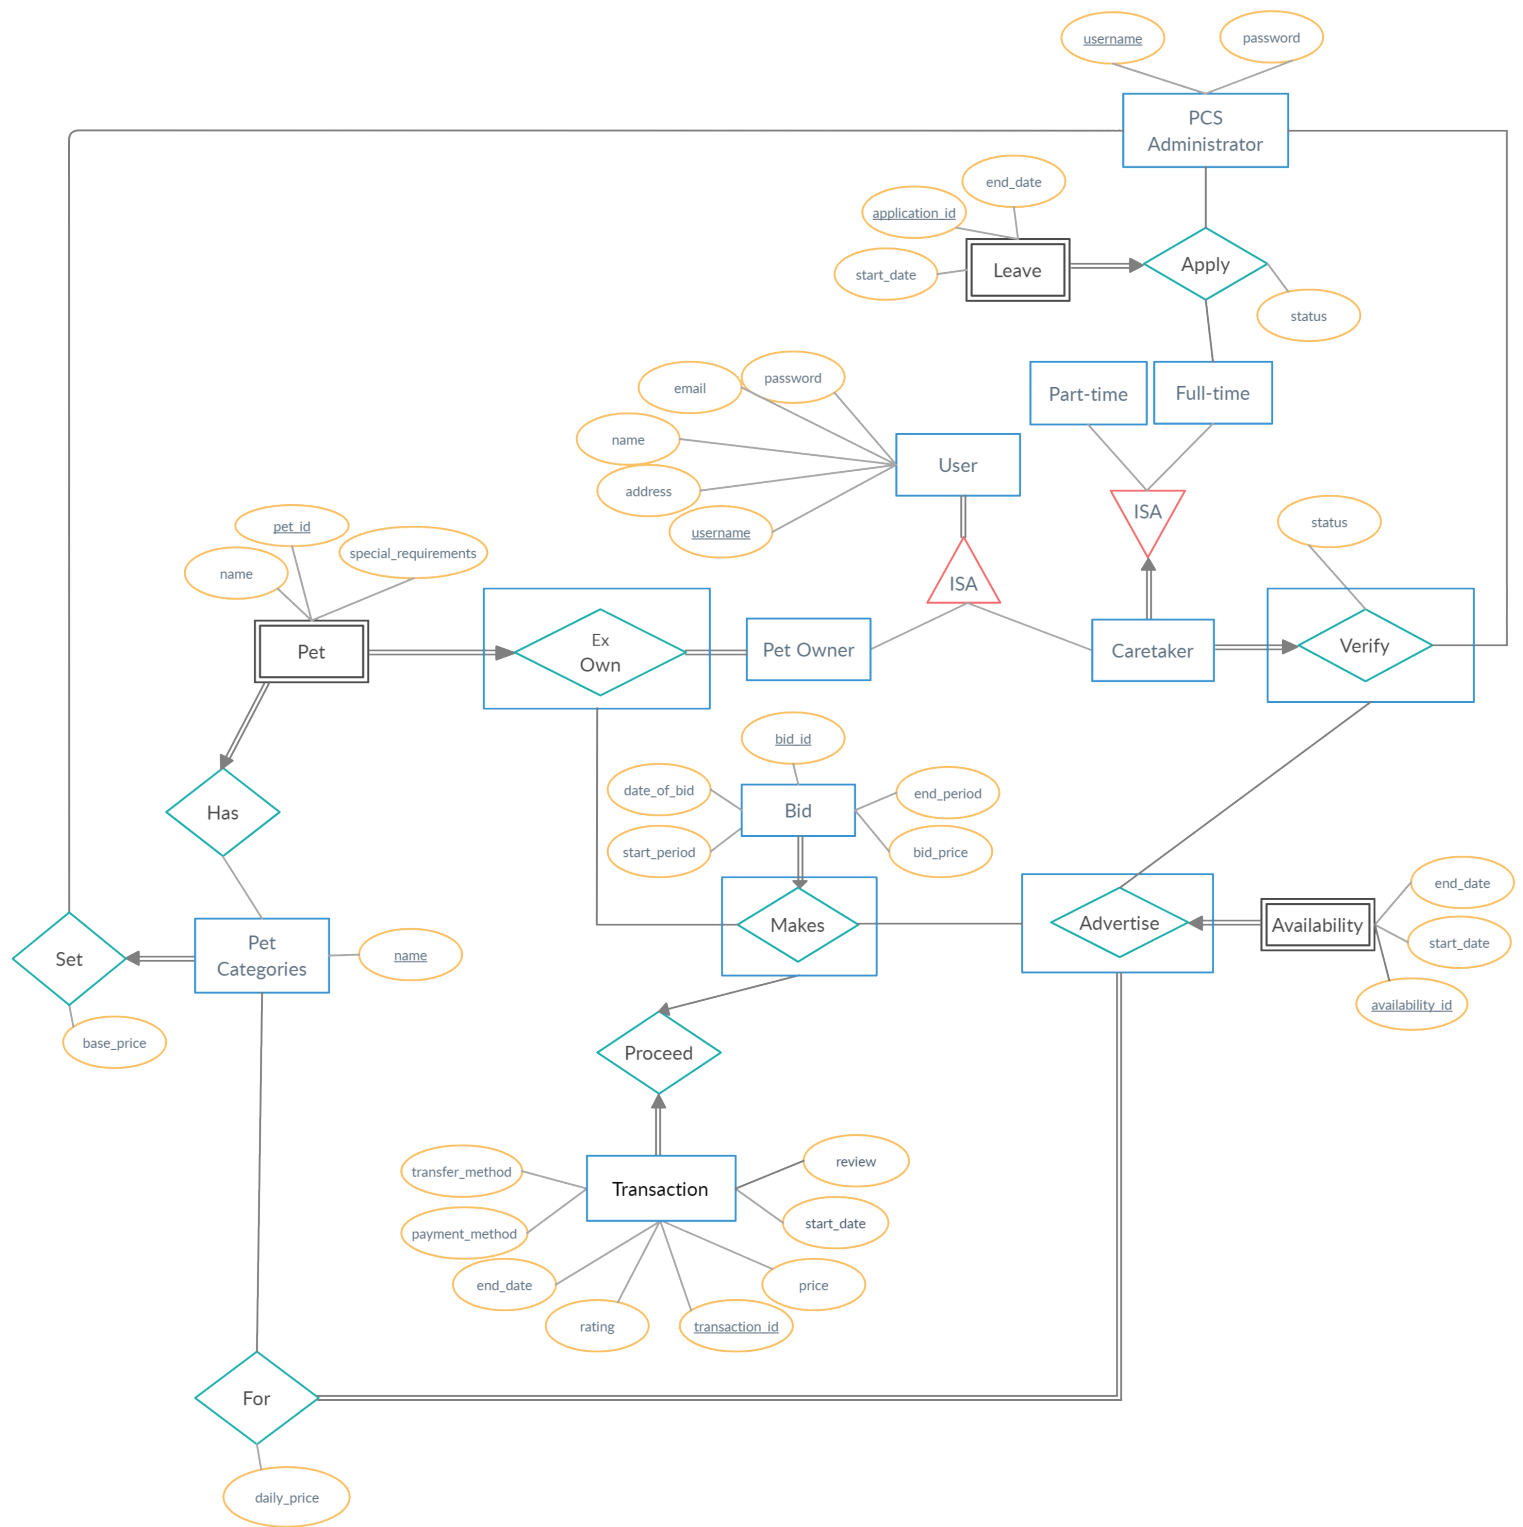 username
password
PCS
Administrator
end_date
application_id
start_date
Leave
Apply
status
email
password
name
address
username
User
Part-time
Full-time
ISA
ISA
status
pet_id
name
special_requirements
Pet
Ex
Own
Pet Owner
Caretaker
Verify
bid_id
date_of_bid
start_period
Bid
end_period
bid_price
Has
Set
Pet
Categories
name
base_price
Makes
Advertise
Availability
end_date
start_date
availability_id
Proceed
transfer_method
payment_method
Transaction
review
start_date
end_date
rating
transaction_id
price
For
daily_price